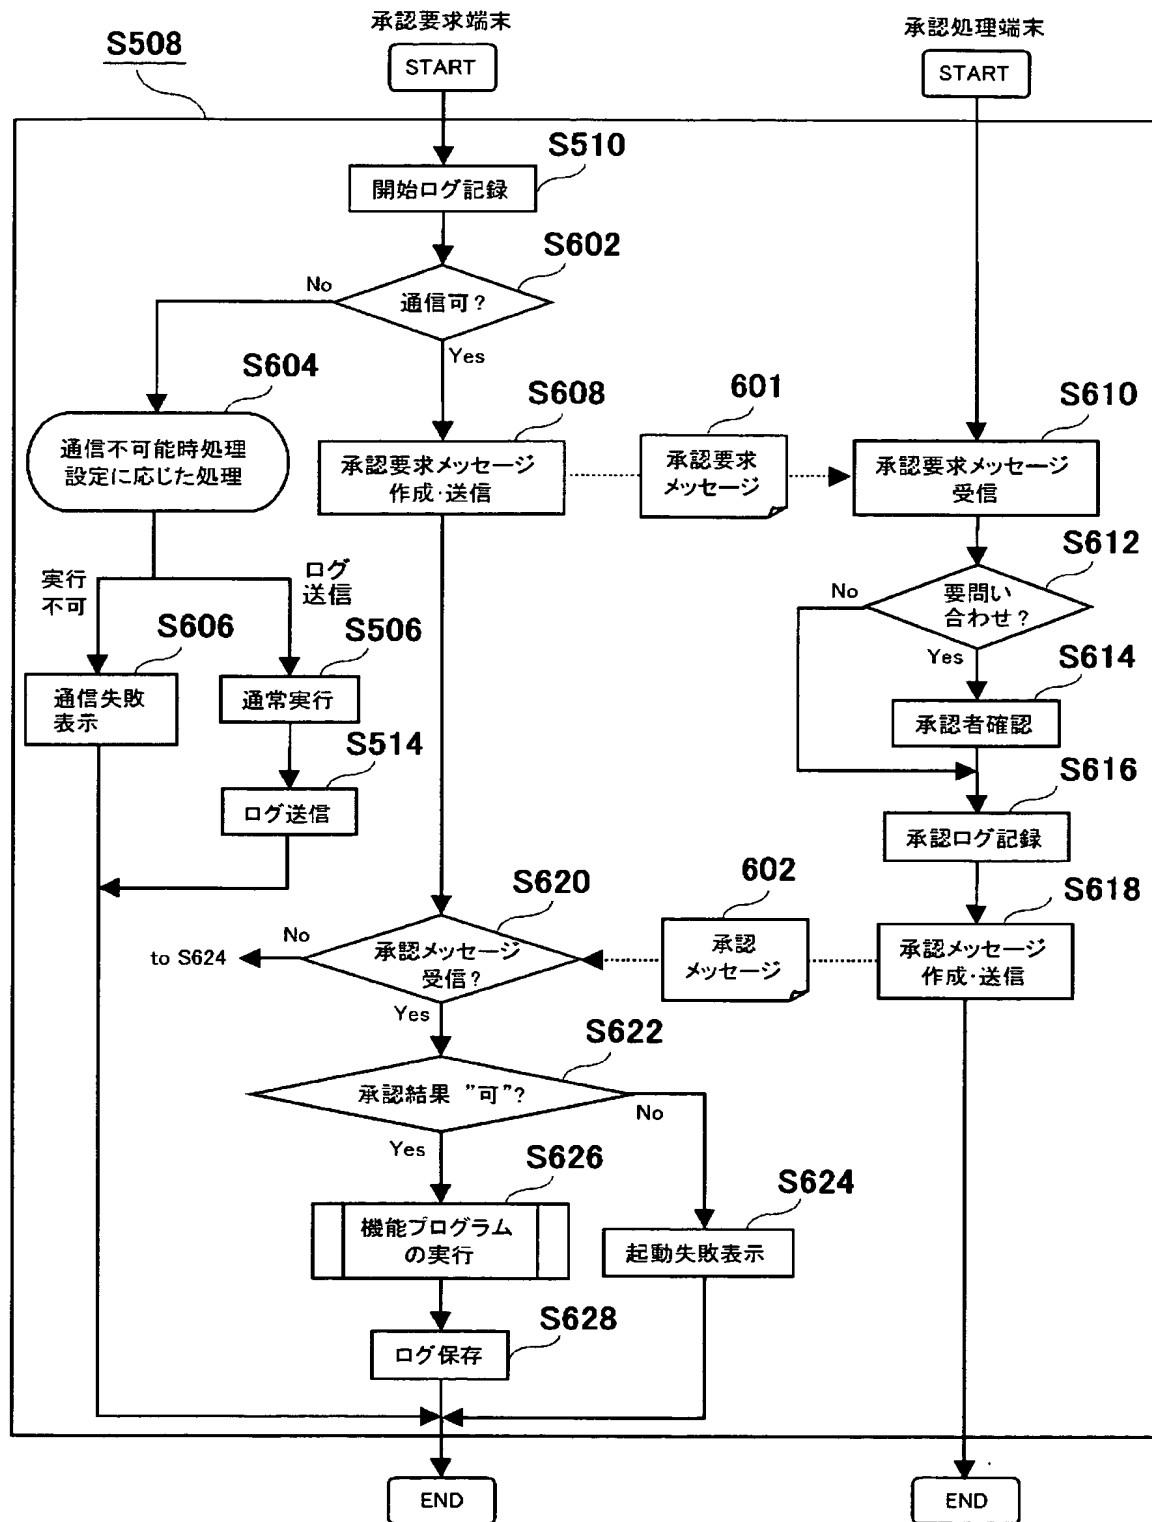 承認要求端末
承認処理端末
S508
START
START
S510
開始ログ記録
S602
No
通信可?
Yes
S604
S608
601
S610
通信不可能時処理
設定に応じた処理
承認要求メッセージ
作成・送信
承認要求
メッセージ
承認要求メッセージ
受信
S612
実行
不可
ログ
送信
No
要問い
合わせ?
S606
S506
Yes
S614
通信失敗
表示
通常実行
承認者確認
S514
S616
ログ送信
承認ログ記録
S620
602
S618
No
to S624
承認メッセージ
受信?
承認
メッセージ
承認メッセージ
作成・送信
Yes
S622
承認結果 ”可”?
No
Yes
S626
S624
機能プログラム
の実行
起動失敗表示
S628
ログ保存
END
END